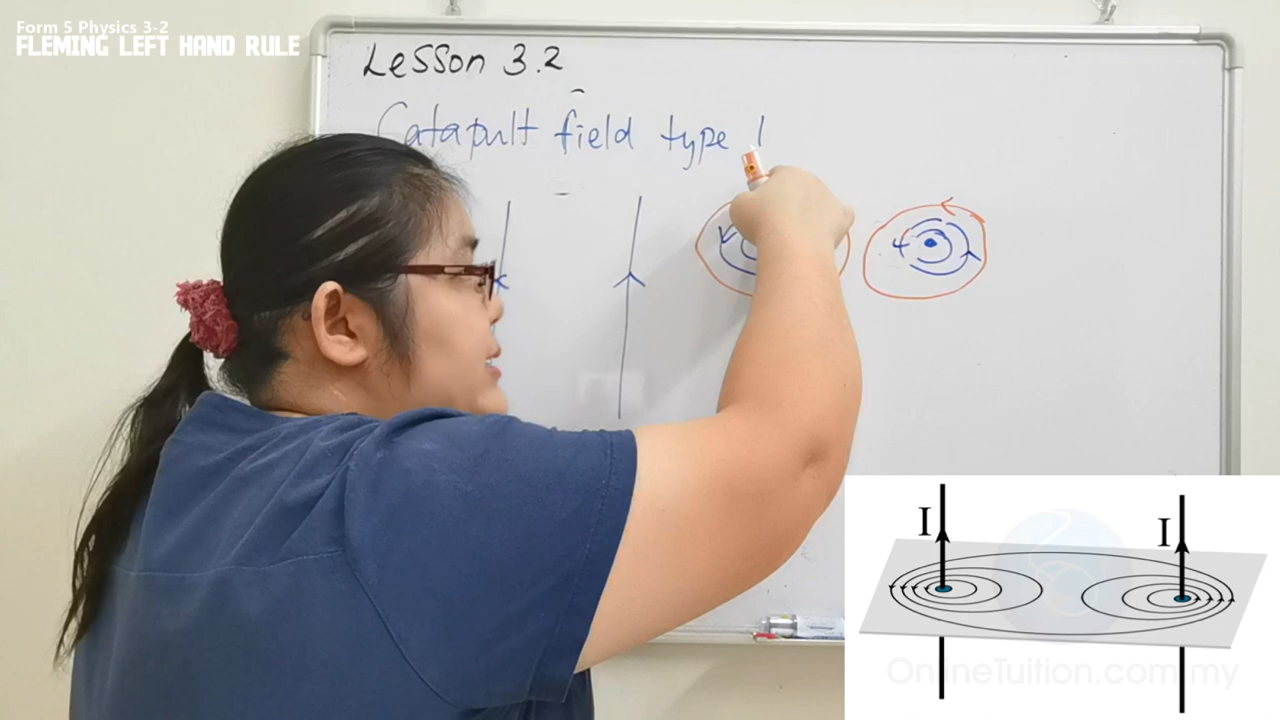 Form 5 Physics 3-2
FLEMING LEFT HAND RULE
Lesson 3.2
Catapult field type 1
I
I
OnlineTuition.com.my